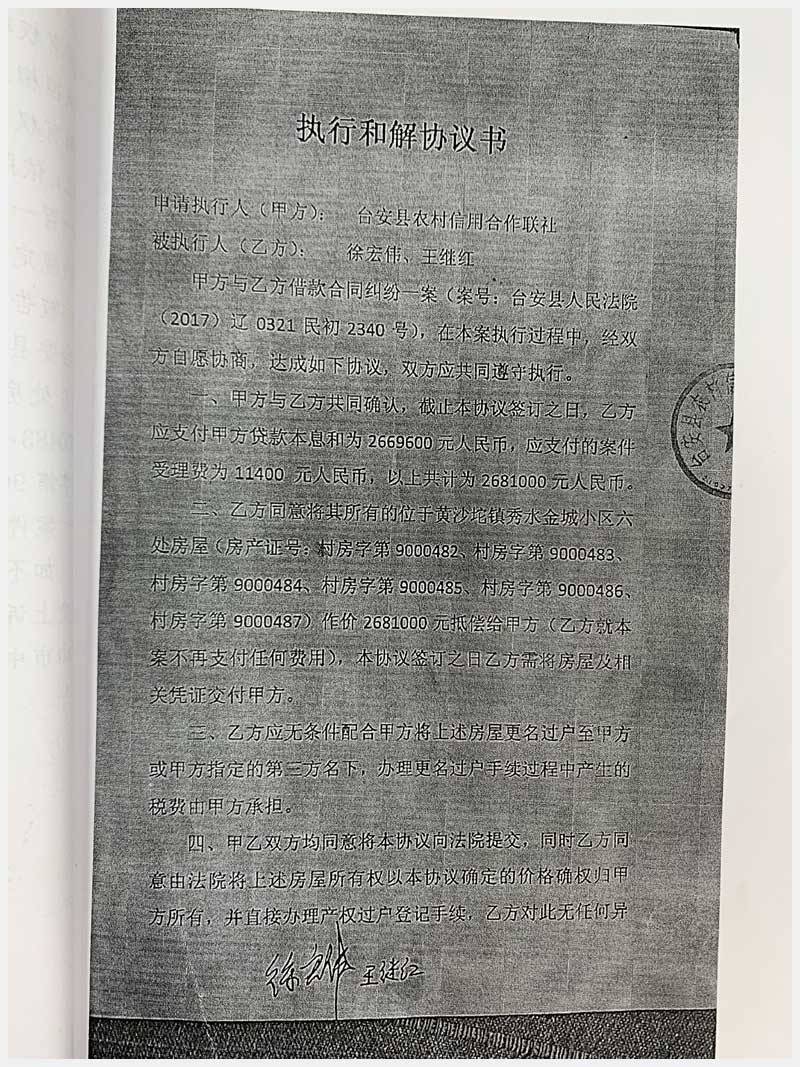 执行和解协议书
申请执行人（甲方）： 台安县农村信用合作联社
被执行人（乙方）： 徐宏伟、王继红
甲方与乙方借款合同纠纷一案（案号：台安县人民法院
（2017）辽 0321 民初 2340 号），在本案执行过程中，经双
方自愿协商，达成如下协议，双方应共同遵守执行。
一、甲方与乙方共同确认，截止本协议签订之日，乙方
应支付甲方贷款本息和为 2669600 元人民币，应支付的案件
受理费为 11400 元人民币，以上共计为 2681000 元人民币。
二、乙方同意将其所有的位于黄沙坨镇秀水金城小区六
处房屋（房产证号：村房字第 9000482、村房字第 9000483、
村房字第 9000484、村房字第 9000485、村房字第 9000486、
村房字第 9000487）作价 2681000 元抵偿给甲方（乙方就本
案不再支付任何费用），本协议签订之日乙方需将房屋及相
关凭证交付甲方。
三、乙方应无条件配合甲方将上述房屋更名过户至甲方
或甲方指定的第三方名下，办理更名过户手续过程中产生的
税费由甲方承担。
四、甲乙双方均同意将本协议向法院提交，同时乙方同
意由法院将上述房屋所有权以本协议确定的价格确权归甲
方所有，并直接办理产权过户登记手续，乙方对此无任何异
徐宏伟 王继红
台安县农村信